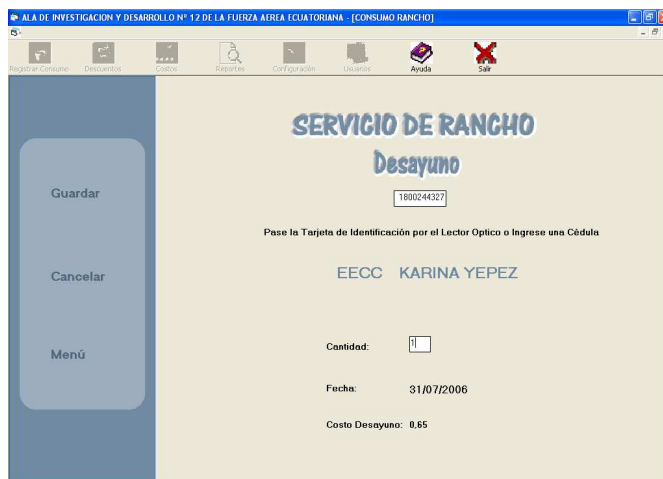 ALA DE INVESTIGACION Y DESARROLLO Nº 12 DE LA FUERZA AEREA ECUATORIANA - [CONSUMO RANCHO]
Registrar Consumo Descuentos Costos Reportes Configuración Usuarios Ayuda Salir
SERVICIO DE RANCHO
Desayuno
1800244327
Pase la Tarjeta de Identificación por el Lector Optico o Ingrese una Cédula
EECC KARINA YEPEZ
Guardar
Cancelar
Menú
Cantidad: 1
Fecha: 31/07/2006
Costo Desayuno: 0,65